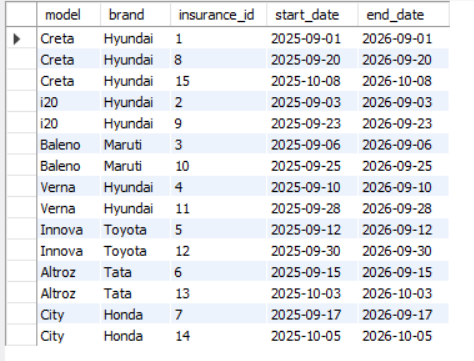 model brand insurance_id start_date end_date
Creta Hyundai 1 2025-09-01 2026-09-01
Creta Hyundai 8 2025-09-20 2026-09-20
Creta Hyundai 15 2025-10-08 2026-10-08
i20 Hyundai 2 2025-09-03 2026-09-03
i20 Hyundai 9 2025-09-23 2026-09-23
Baleno Maruti 3 2025-09-06 2026-09-06
Baleno Maruti 10 2025-09-25 2026-09-25
Verna Hyundai 4 2025-09-10 2026-09-10
Verna Hyundai 11 2025-09-28 2026-09-28
Innova Toyota 5 2025-09-12 2026-09-12
Innova Toyota 12 2025-09-30 2026-09-30
Altroz Tata 6 2025-09-15 2026-09-15
Altroz Tata 13 2025-10-03 2026-10-03
City Honda 7 2025-09-17 2026-09-17
City Honda 14 2025-10-05 2026-10-05